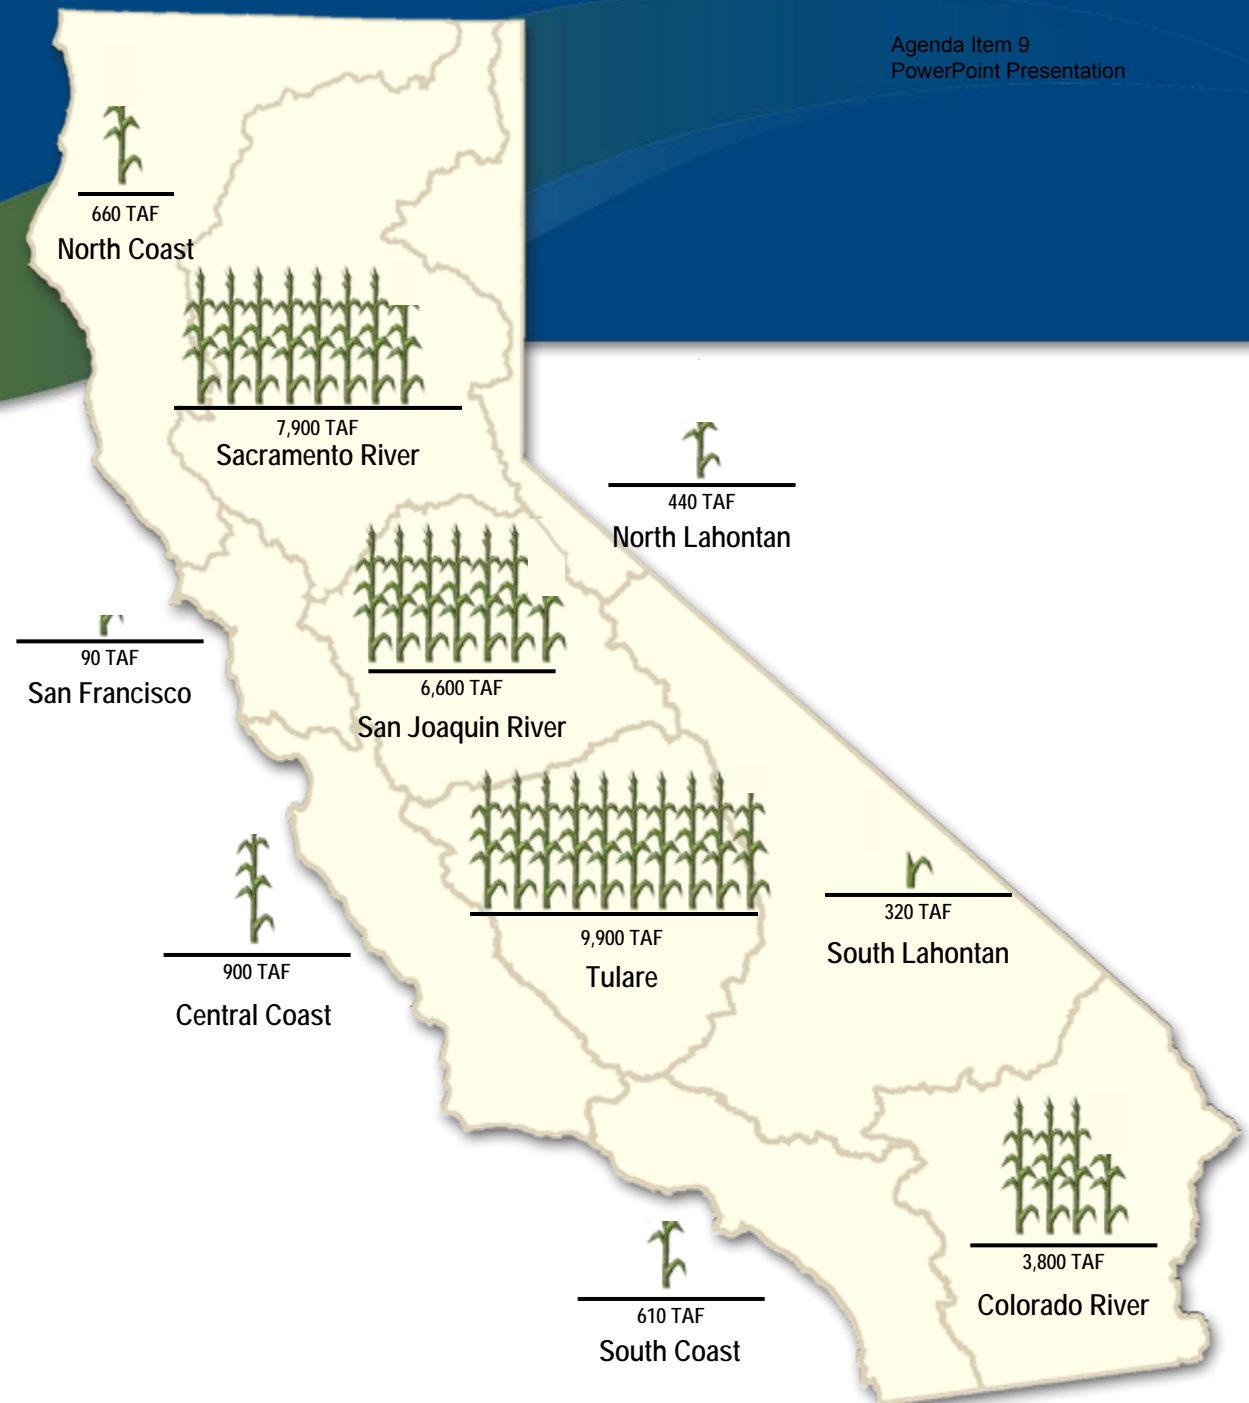 Agenda Item 9
PowerPoint Presentation
660 TAF
North Coast
7,900 TAF
Sacramento River
440 TAF
North Lahontan
90 TAF
San Francisco
6,600 TAF
San Joaquin River
9,900 TAF
Tulare
320 TAF
South Lahontan
900 TAF
Central Coast
3,800 TAF
Colorado River
610 TAF
South Coast